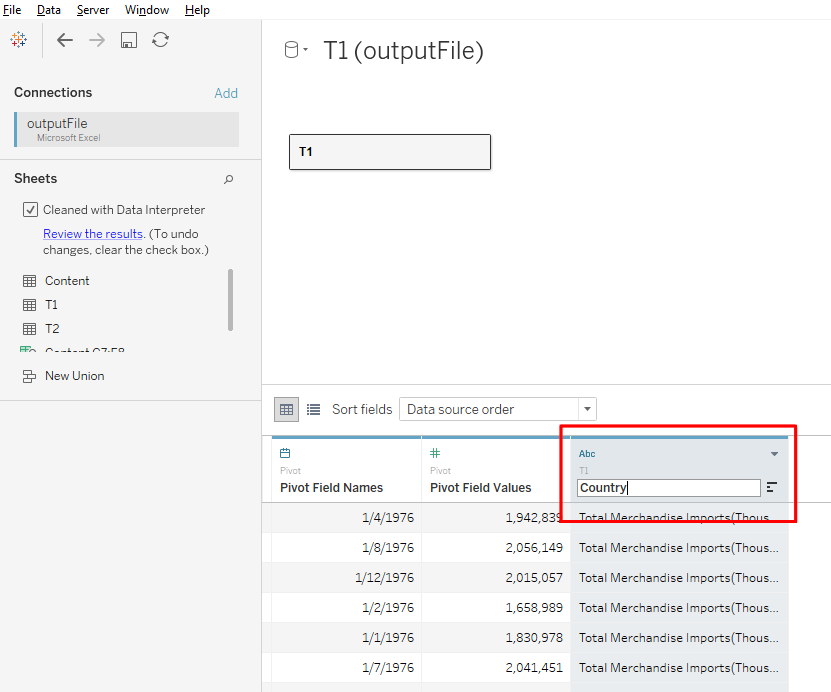 File Data Server Window Help
T1 (outputFile)
Connections Add
outputFile
Microsoft Excel
T1
Sheets
Cleaned with Data Interpreter
Review the results. (To undo
changes, clear the check box.)
Content
T1
T2
Content C7:E8
New Union
Sort fields Data source order
Abc
Pivot Pivot T1
Pivot Field Names Pivot Field Values Country
1/4/1976 1,942,839 Total Merchandise Imports(Thous...
1/8/1976 2,056,149 Total Merchandise Imports(Thous...
1/12/1976 2,015,057 Total Merchandise Imports(Thous...
1/2/1976 1,658,989 Total Merchandise Imports(Thous...
1/1/1976 1,830,978 Total Merchandise Imports(Thous...
1/7/1976 2,041,451 Total Merchandise Imports(Thous...